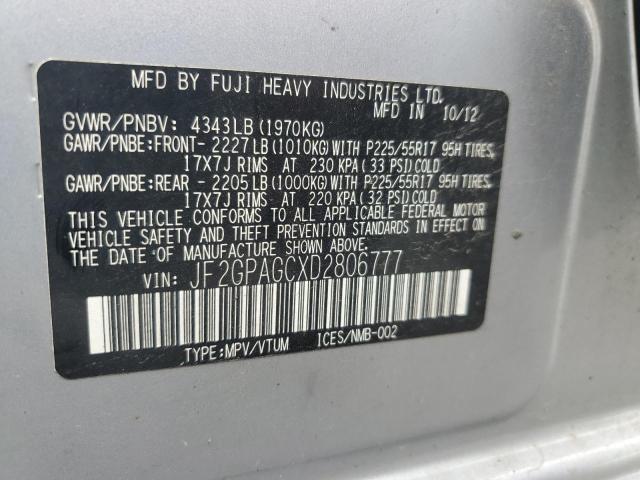 MFD BY FUJI HEAVY INDUSTRIES LTD.
MFD IN 10/12
GVWR/PNBV: 4343LB (1970KG)
GAWR/PNBE:FRONT- 2227 LB (1010KG) WITH P225/55R17 95H TIRES,
17X7J RIMS AT 230 KPA (33 PSI) COLD
GAWR/PNBE:REAR - 2205 LB (1000KG) WITH P225/55R17 95H TIRES,
17X7J RIMS AT 220 KPA (32 PSI) COLD
THIS VEHICLE CONFORMS TO ALL APPLICABLE FEDERAL MOTOR
VEHICLE SAFETY AND THEFT PREVENTION STANDARDS IN EFFECT ON
THE DATE OF MANUFACTURE SHOWN ABOVE.
VIN: JF2GPAGCXD2806777
TYPE:MPV/VTUM ICES/NMB-002